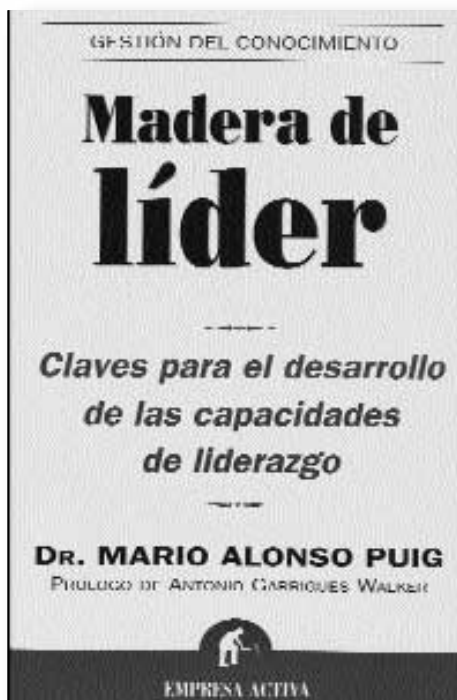 GESTIÓN DEL CONOCIMIENTO
Madera de
líder
Claves para el desarrollo
de las capacidades
de liderazgo
DR. MARIO ALONSO PUIG
PRÓLOGO DE ANTONIO GARRIGUES WALKER
EMPRESA ACTIVA